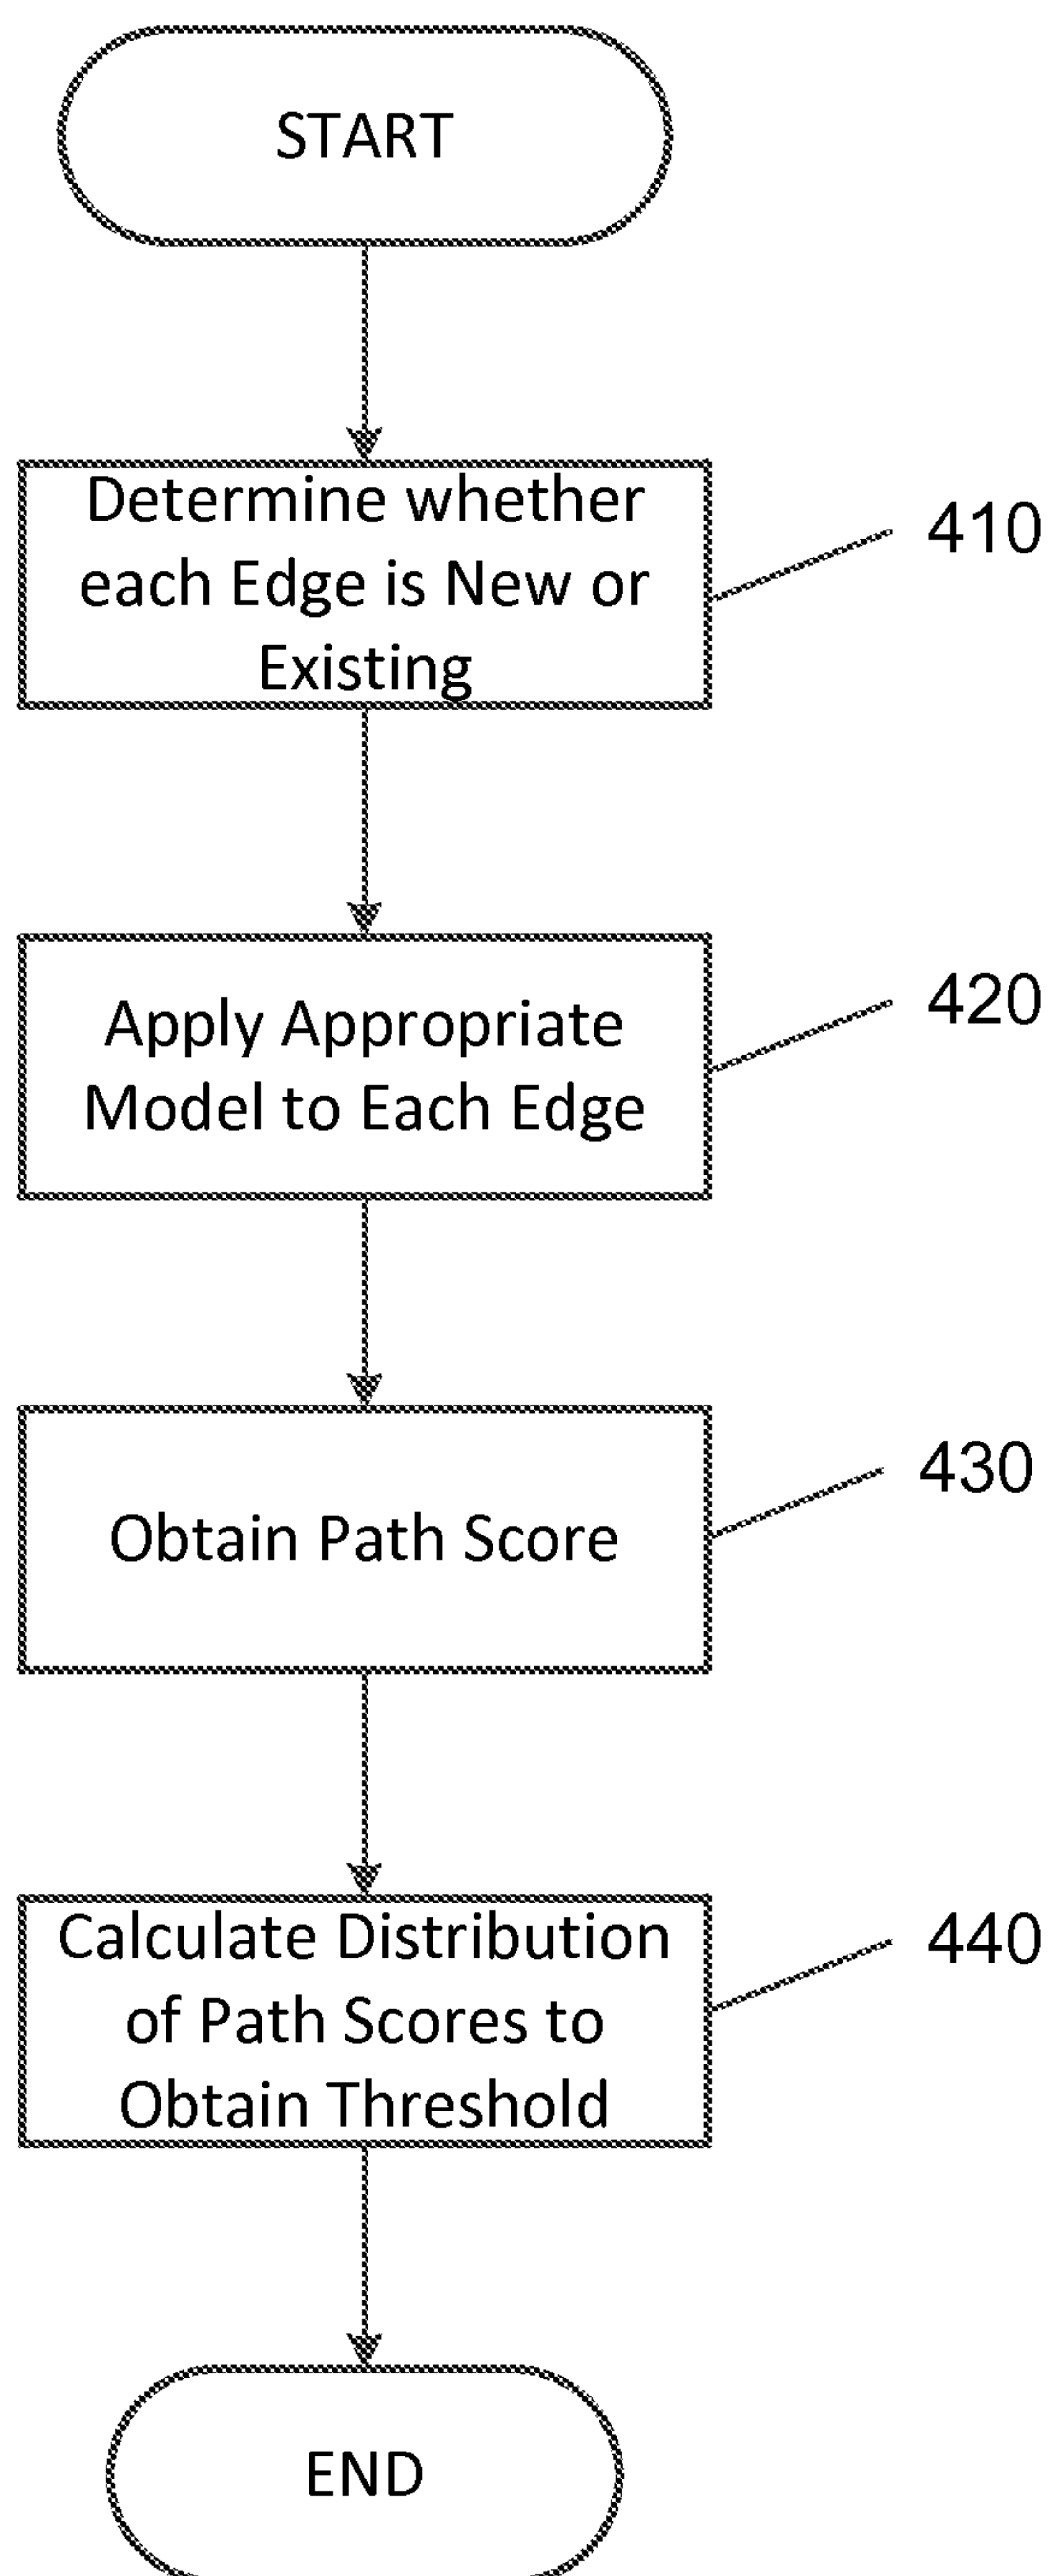 START
Determine whether
each Edge is New or
Existing
410
Apply Appropriate
Model to Each Edge
420
Obtain Path Score
430
Calculate Distribution
of Path Scores to
Obtain Threshold
440
END